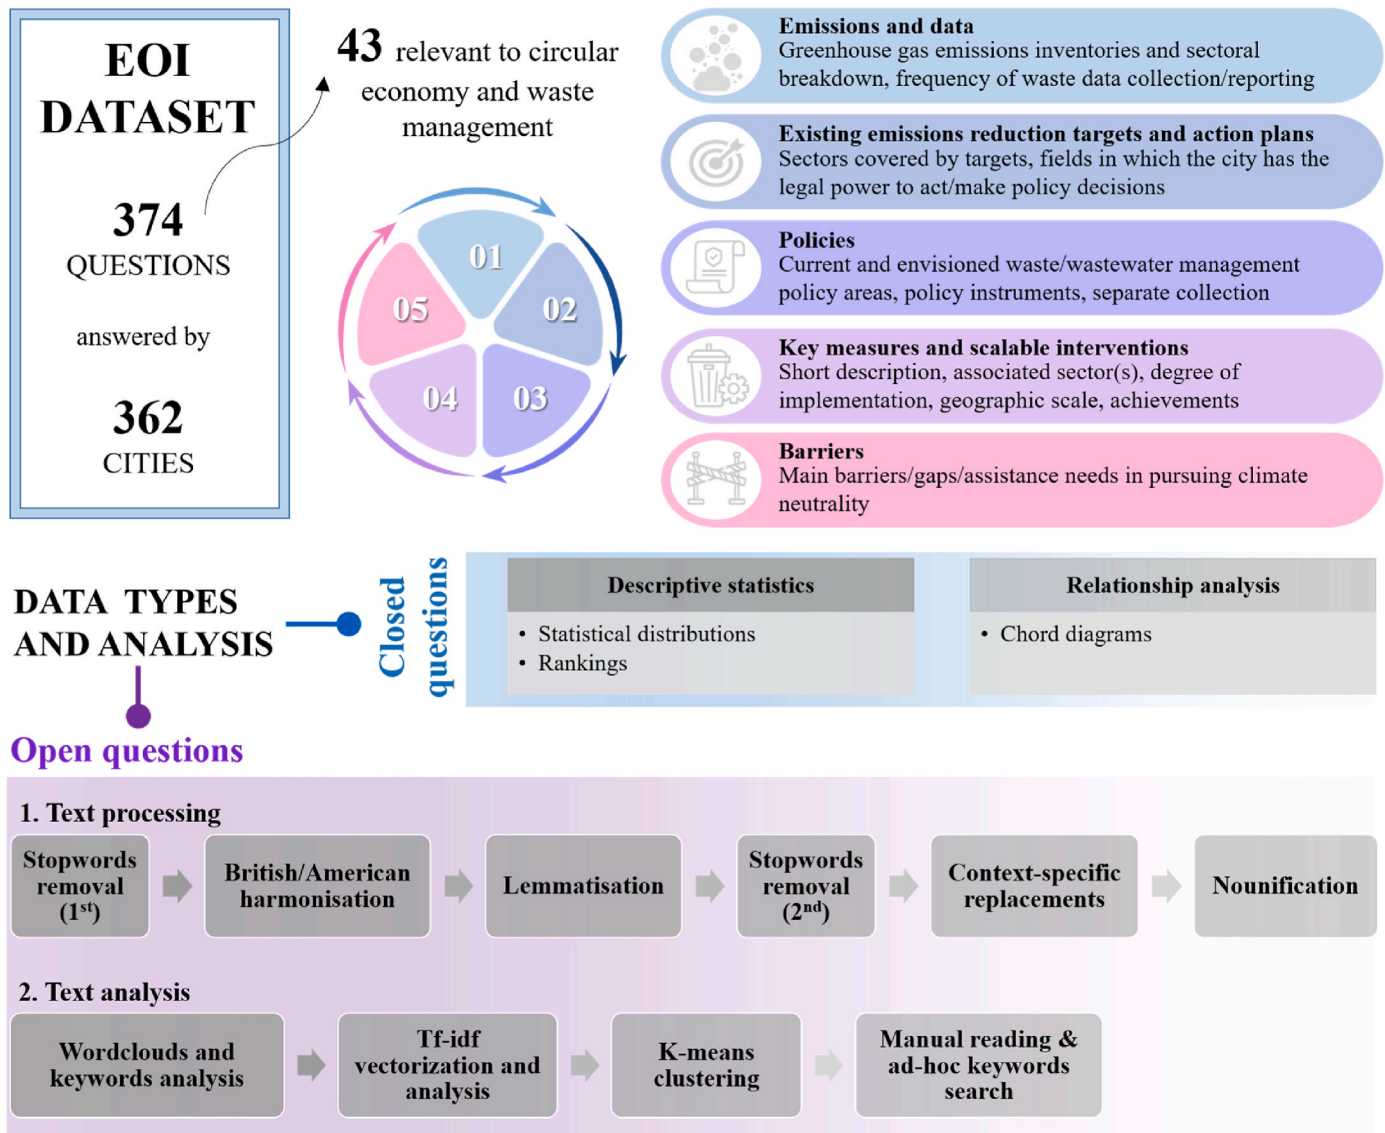 EOI
DATASET
374
QUESTIONS
answered by
362
CITIES
43 relevant to circular
economy and waste
management
01
02
03
04
05
Emissions and data
Greenhouse gas emissions inventories and sectoral
breakdown, frequency of waste data collection/reporting
Existing emissions reduction targets and action plans
Sectors covered by targets, fields in which the city has the
legal power to act/make policy decisions
Policies
Current and envisioned waste/wastewater management
policy areas, policy instruments, separate collection
Key measures and scalable interventions
Short description, associated sector(s), degree of
implementation, geographic scale, achievements
Barriers
Main barriers/gaps/assistance needs in pursuing climate
neutrality
DATA TYPES
AND ANALYSIS
Closed
questions
Descriptive statistics
• Statistical distributions
• Rankings
Relationship analysis
• Chord diagrams
Open questions
1. Text processing
Stopwords
removal
(1st)
British/American
harmonisation
Lemmatisation
Stopwords
removal
(2nd)
Context-specific
replacements
Nounification
2. Text analysis
Wordclouds and
keywords analysis
Tf-idf
vectorization and
analysis
K-means
clustering
Manual reading &
ad-hoc keywords
search